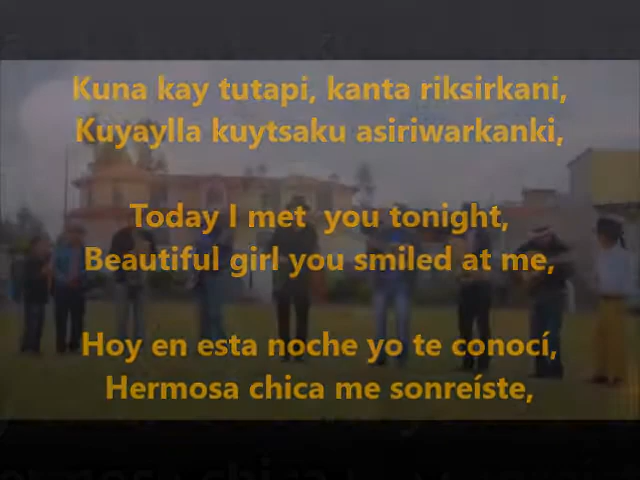 Kuna kay tutapi, kanta riksirkani,
Kuyaylla kuytsaku asiriwarkanki,
Today I met  you tonight,
Beautiful girl you smiled at me,
Hoy en esta noche yo te conocí,
Hermosa chica me sonreíste,